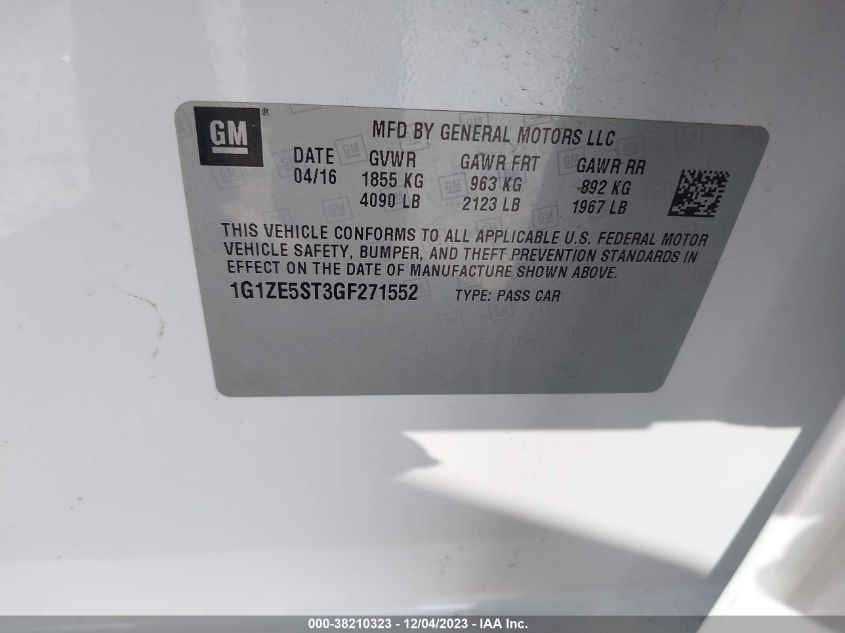 GM ®
MFD BY GENERAL MOTORS LLC
DATE GVWR GAWR FRT GAWR RR
04/16 1855 KG 963 KG 892 KG
4090 LB 2123 LB 1967 LB
THIS VEHICLE CONFORMS TO ALL APPLICABLE U.S. FEDERAL MOTOR
VEHICLE SAFETY, BUMPER, AND THEFT PREVENTION STANDARDS IN
EFFECT ON THE DATE OF MANUFACTURE SHOWN ABOVE.
1G1ZE5ST3GF271552 TYPE: PASS CAR
000-38210323 - 12/04/2023 - IAA Inc.